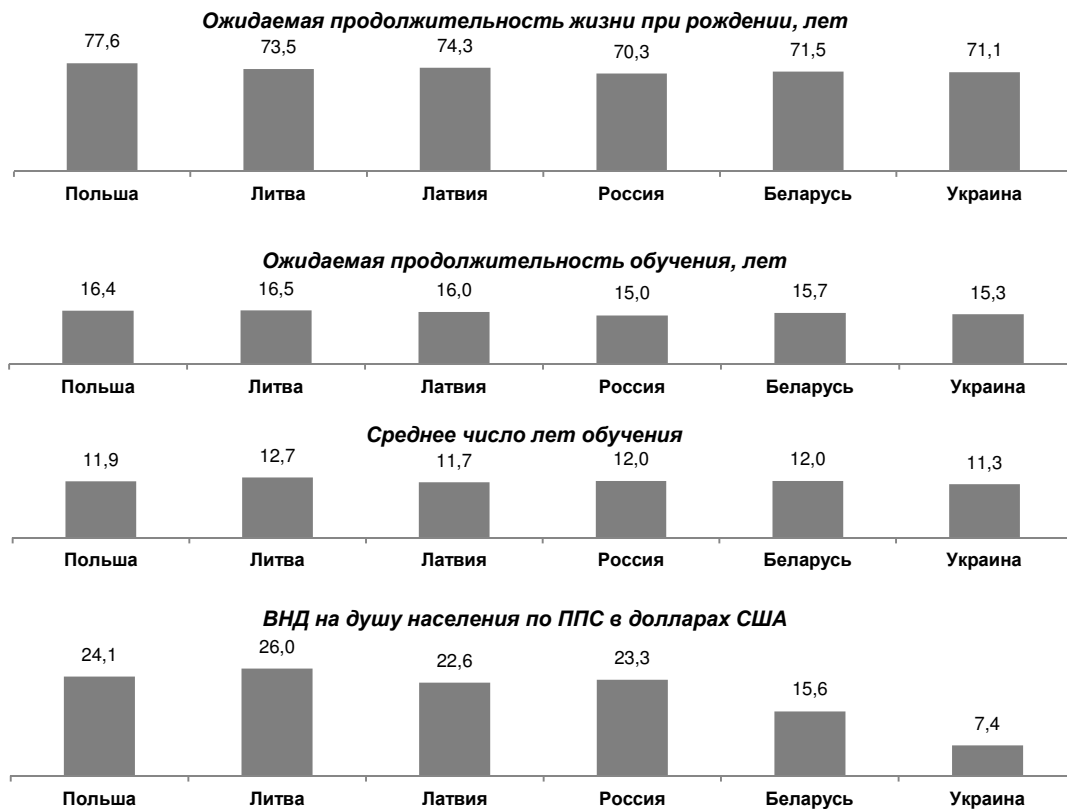 Ожидаемая продолжительность жизни при рождении, лет
77,6 73,5 74,3 70,3 71,5 71,1
Польша Литва Латвия Россия Беларусь Украина
Ожидаемая продолжительность обучения, лет
16,4 16,5 16,0 15,0 15,7 15,3
Польша Литва Латвия Россия Беларусь Украина
Среднее число лет обучения
11,9 12,7 11,7 12,0 12,0 11,3
Польша Литва Латвия Россия Беларусь Украина
ВНД на душу населения по ППС в долларах США
24,1 26,0 22,6 23,3 15,6 7,4
Польша Литва Латвия Россия Беларусь Украина